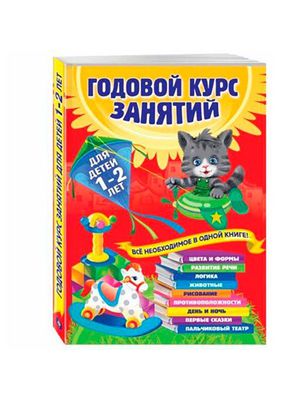 ГОДОВОЙ КУРС ЗАНЯТИЙ ДЛЯ ДЕТЕЙ 1-2 ЛЕТ
ГОДОВОЙ КУРС
ЗАНЯТИЙ
ДЛЯ
ДЕТЕЙ
1-2
ЛЕТ
ВСЁ НЕОБХОДИМОЕ В ОДНОЙ КНИГЕ!
ЦВЕТА И ФОРМЫ
РАЗВИТИЕ РЕЧИ
ЛОГИКА
ЖИВОТНЫЕ
РИСОВАНИЕ
ПРОТИВОПОЛОЖНОСТИ
ДЕНЬ И НОЧЬ
ПЕРВЫЕ СКАЗКИ
ПАЛЬЧИКОВЫЙ ТЕАТР